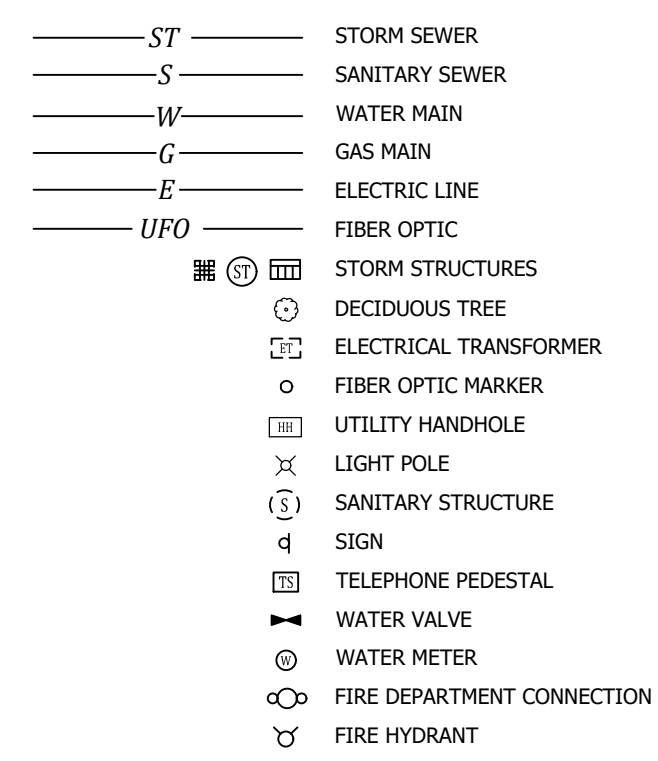 ST STORM SEWER
S SANITARY SEWER
W WATER MAIN
G GAS MAIN
E ELECTRIC LINE
UFO FIBER OPTIC
ST STORM STRUCTURES
DECIDUOUS TREE
ET ELECTRICAL TRANSFORMER
FIBER OPTIC MARKER
HH UTILITY HANDHOLE
LIGHT POLE
S SANITARY STRUCTURE
SIGN
TS TELEPHONE PEDESTAL
WATER VALVE
W WATER METER
FIRE DEPARTMENT CONNECTION
FIRE HYDRANT